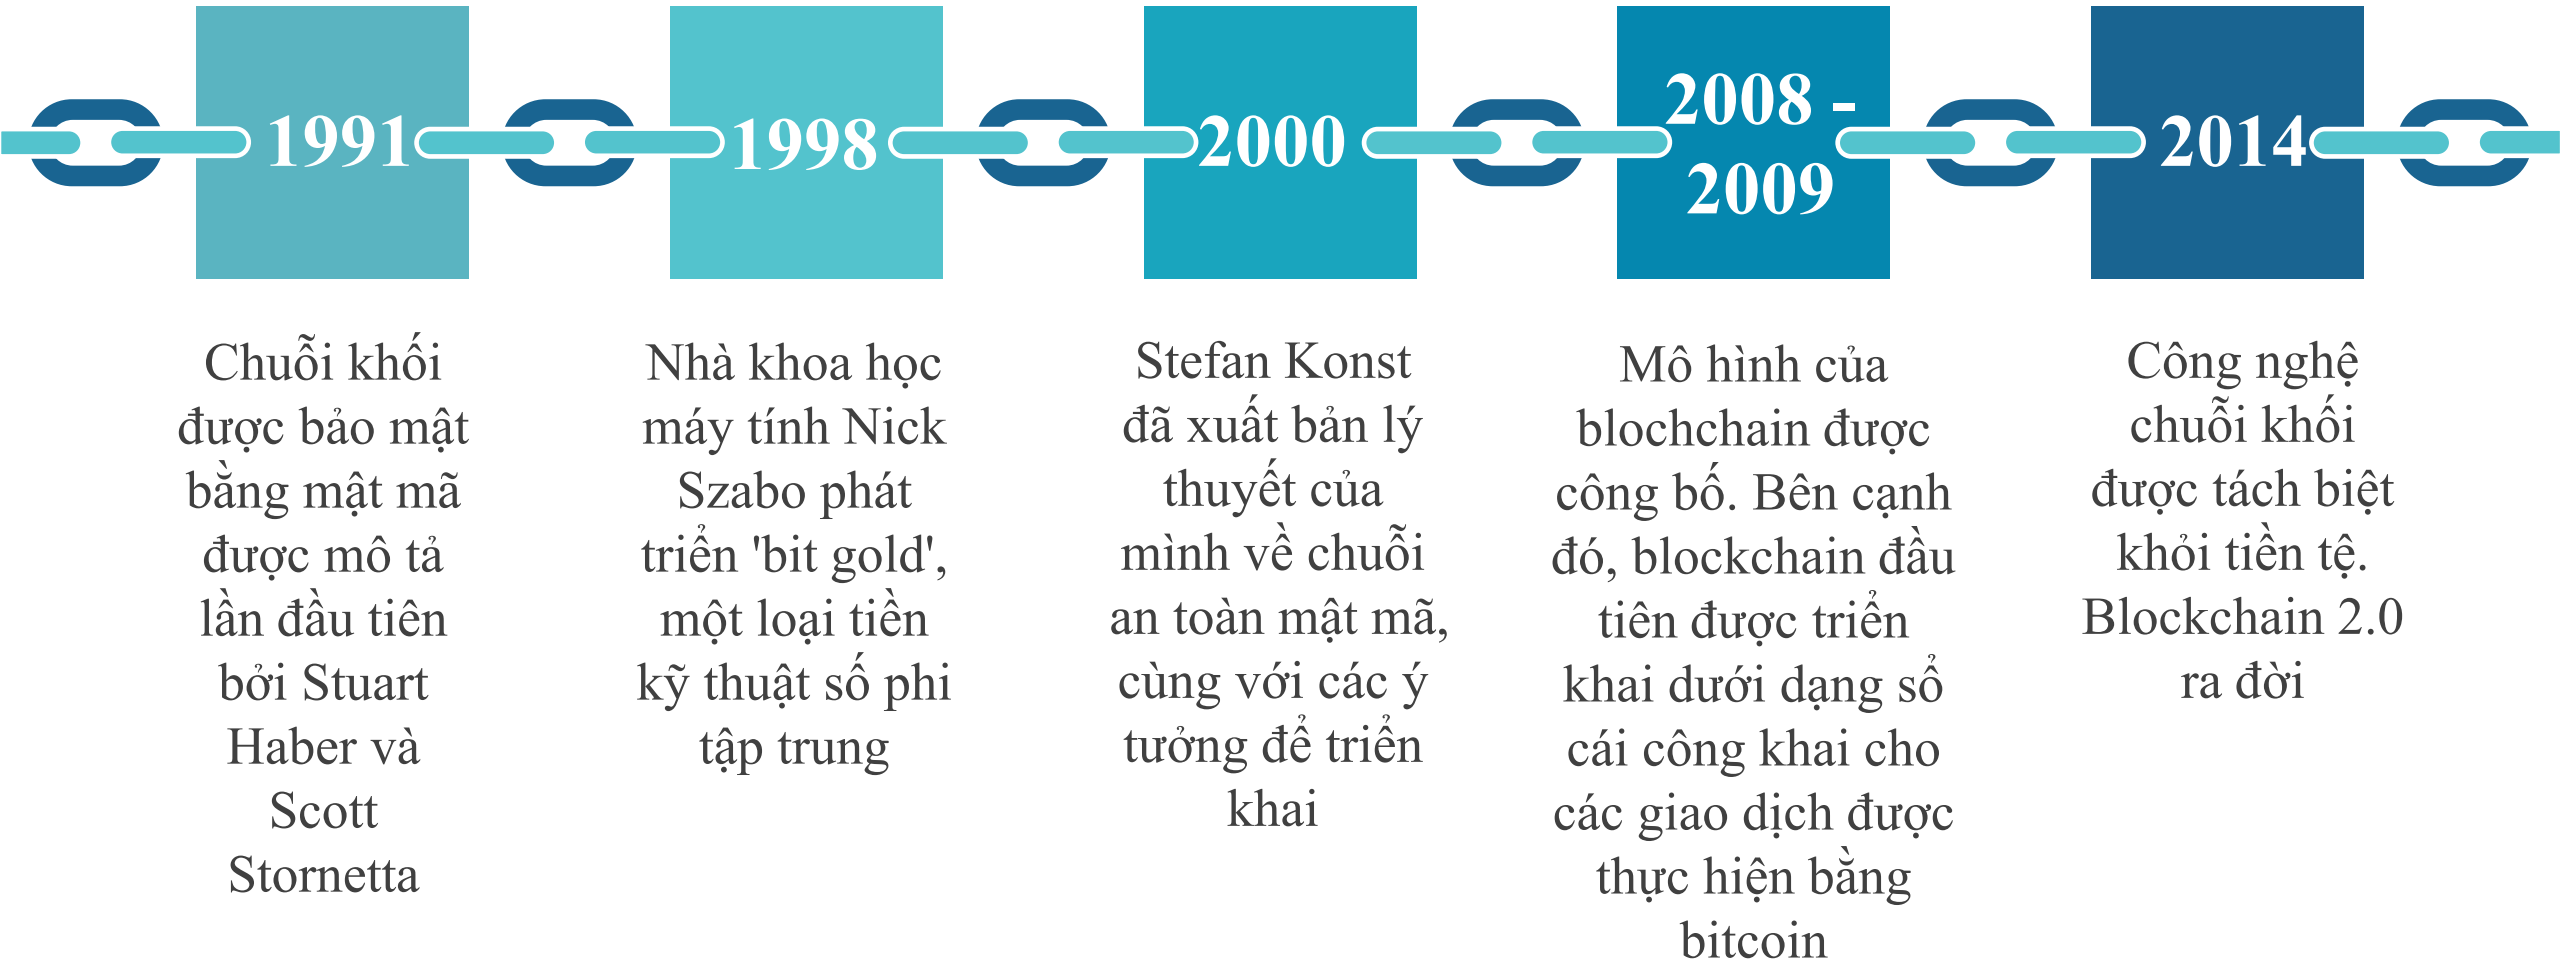 1991
Chuỗi khối
được bảo mật
bằng mật mã
được mô tả
lần đầu tiên
bởi Stuart
Haber và
Scott
Stornetta
1998
Nhà khoa học
máy tính Nick
Szabo phát
triển 'bit gold',
một loại tiền
kỹ thuật số phi
tập trung
2000
Stefan Konst
đã xuất bản lý
thuyết của
mình về chuỗi
an toàn mật mã,
cùng với các ý
tưởng để triển
khai
2008 -
2009
Mô hình của
blochchain được
công bố. Bên cạnh
đó, blockchain đầu
tiên được triển
khai dưới dạng sổ
cái công khai cho
các giao dịch được
thực hiện bằng
bitcoin
2014
Công nghệ
chuỗi khối
được tách biệt
khỏi tiền tệ.
Blockchain 2.0
ra đời